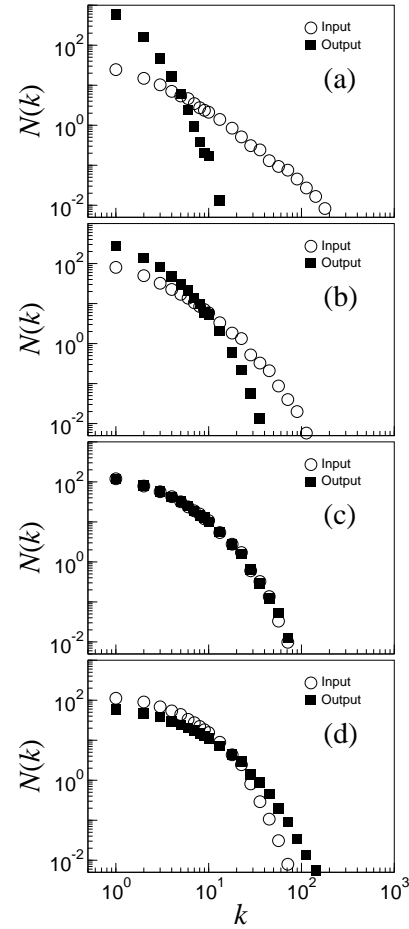 10²
10⁰
10⁻²
N(k)
Input
Output
(a)
10²
10⁰
10⁻²
N(k)
Input
Output
(b)
10²
10⁰
10⁻²
N(k)
Input
Output
(c)
10²
10⁰
10⁻²
N(k)
Input
Output
(d)
10⁰ 10¹ 10² 10³
k